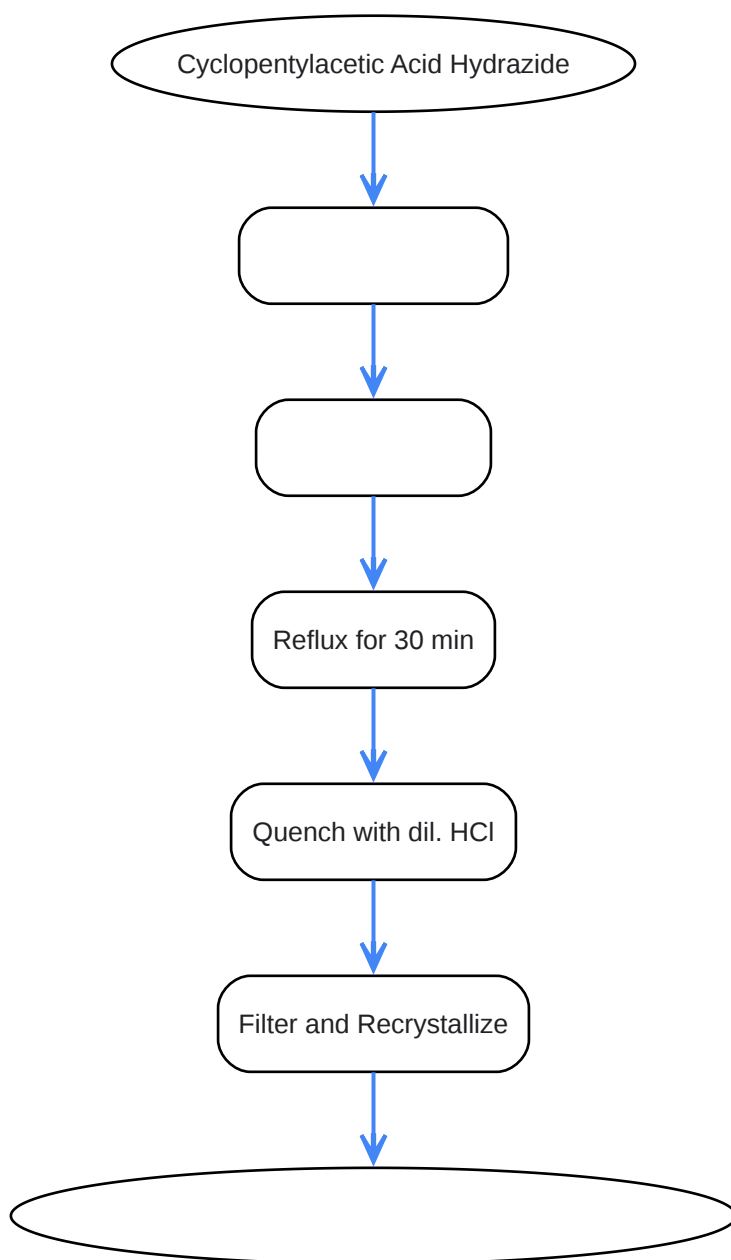 Cyclopentylacetic Acid Hydrazide
Reflux for 30 min
Quench with dil. HCl
Filter and Recrystallize